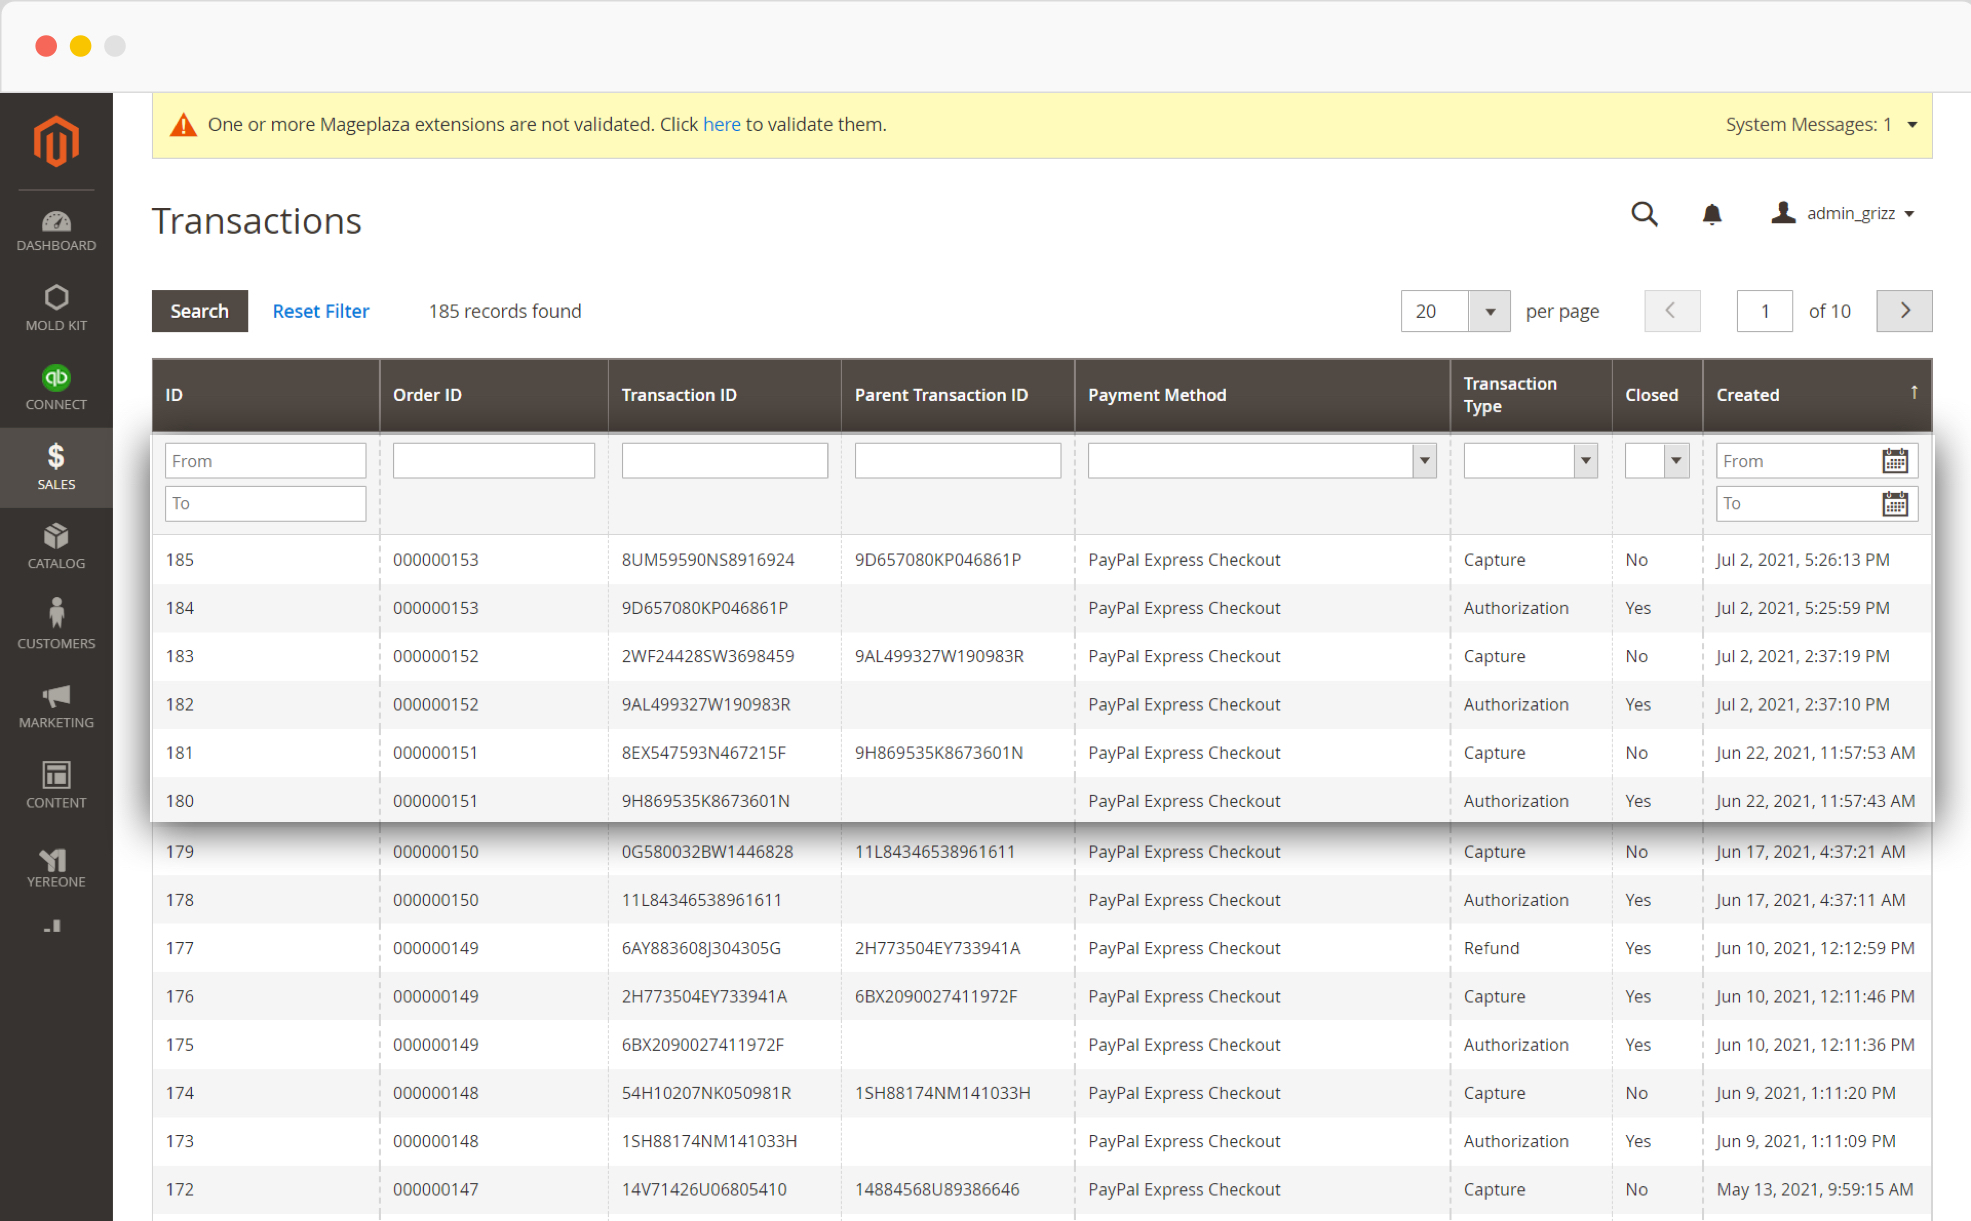 One or more Mageplaza extensions are not validated. Click here to validate them. System Messages: 1
Transactions admin_grizz
Search Reset Filter 185 records found 20 per page 1 of 10
DASHBOARD
MOLD KIT
qb
CONNECT
$
SALES
CATALOG
CUSTOMERS
MARKETING
CONTENT
YEREONE
ID Order ID Transaction ID Parent Transaction ID Payment Method Transaction Type Closed Created ↑
From From
To To
185 000000153 8UM59590NS8916924 9D657080KP046861P PayPal Express Checkout Capture No Jul 2, 2021, 5:26:13 PM
184 000000153 9D657080KP046861P PayPal Express Checkout Authorization Yes Jul 2, 2021, 5:25:59 PM
183 000000152 2WF24428SW3698459 9AL499327W190983R PayPal Express Checkout Capture No Jul 2, 2021, 2:37:19 PM
182 000000152 9AL499327W190983R PayPal Express Checkout Authorization Yes Jul 2, 2021, 2:37:10 PM
181 000000151 8EX547593N467215F 9H869535K8673601N PayPal Express Checkout Capture No Jun 22, 2021, 11:57:53 AM
180 000000151 9H869535K8673601N PayPal Express Checkout Authorization Yes Jun 22, 2021, 11:57:43 AM
179 000000150 0G580032BW1446828 11L84346538961611 PayPal Express Checkout Capture No Jun 17, 2021, 4:37:21 AM
178 000000150 11L84346538961611 PayPal Express Checkout Authorization Yes Jun 17, 2021, 4:37:11 AM
177 000000149 6AY883608J304305G 2H773504EY733941A PayPal Express Checkout Refund Yes Jun 10, 2021, 12:12:59 PM
176 000000149 2H773504EY733941A 6BX2090027411972F PayPal Express Checkout Capture Yes Jun 10, 2021, 12:11:46 PM
175 000000149 6BX2090027411972F PayPal Express Checkout Authorization Yes Jun 10, 2021, 12:11:36 PM
174 000000148 54H10207NK050981R 1SH88174NM141033H PayPal Express Checkout Capture No Jun 9, 2021, 1:11:20 PM
173 000000148 1SH88174NM141033H PayPal Express Checkout Authorization Yes Jun 9, 2021, 1:11:09 PM
172 000000147 14V71426U06805410 14884568U89386646 PayPal Express Checkout Capture No May 13, 2021, 9:59:15 AM